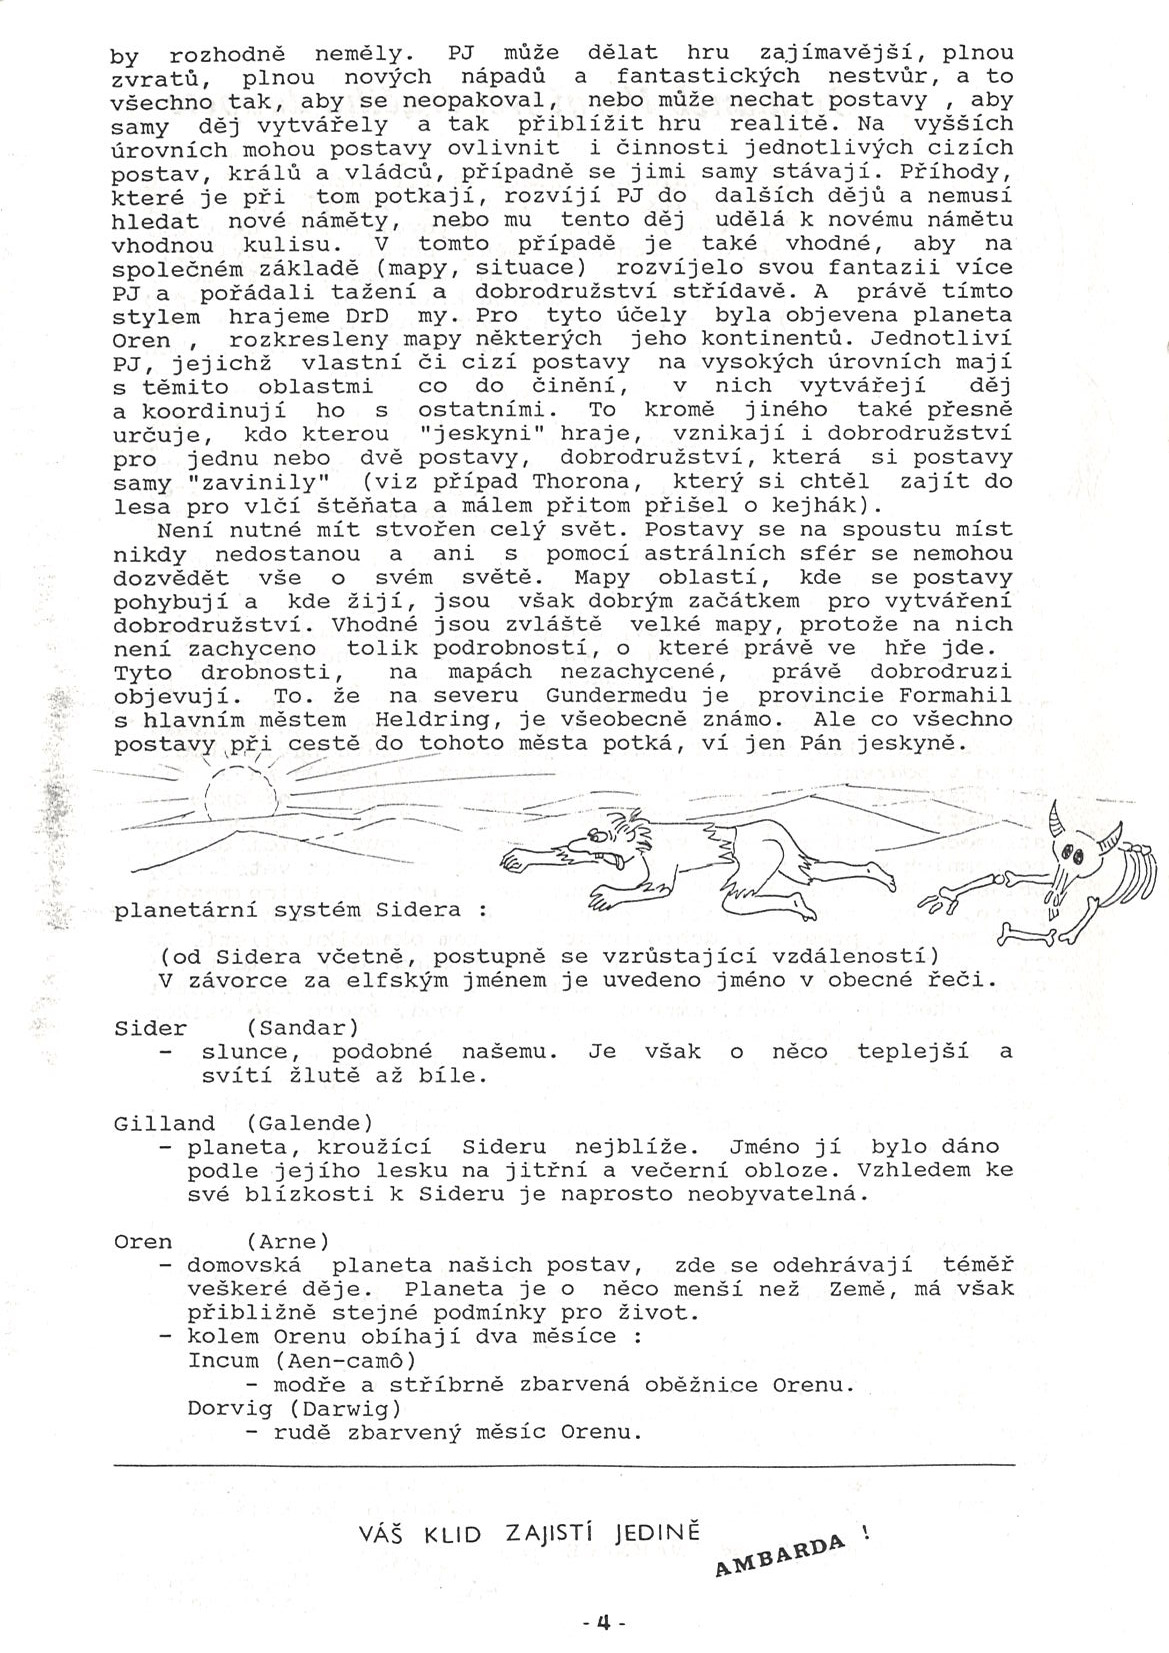 by rozhodně neměly. PJ může dělat hru zajímavější, plnou
zvratů, plnou nových nápadů a fantastických nestvůr, a to
všechno tak, aby se neopakoval, nebo může nechat postavy , aby
samy děj vytvářely a tak přiblížit hru realitě. Na vyšších
úrovních mohou postavy ovlivnit i činnosti jednotlivých cizích
postav, králů a vládců, případně se jimi samy stávají. Příhody,
které je při tom potkají, rozvíjí PJ do dalších dějů a nemusí
hledat nové náměty, nebo mu tento děj udělá k novému námětu
vhodnou kulisu. V tomto případě je také vhodné, aby na
společném základě (mapy, situace) rozvíjelo svou fantazii více
PJ a pořádali tažení a dobrodružství střídavě. A právě tímto
stylem hrajeme DrD my. Pro tyto účely byla objevena planeta
Oren , rozkresleny mapy některých jeho kontinentů. Jednotliví
PJ, jejichž vlastní či cizí postavy na vysokých úrovních mají
s těmito oblastmi co do činění, v nich vytvářejí děj
a koordinují ho s ostatními. To kromě jiného také přesně
určuje, kdo kterou "jeskyni" hraje, vznikají i dobrodružství
pro jednu nebo dvě postavy, dobrodružství, která si postavy
samy "zavinily" (viz případ Thorona, který si chtěl zajít do
lesa pro vlčí štěňata a málem přitom přišel o kejhák).
Není nutné mít stvořen celý svět. Postavy se na spoustu míst
nikdy nedostanou a ani s pomocí astrálních sfér se nemohou
dozvědět vše o svém světě. Mapy oblastí, kde se postavy
pohybují a kde žijí, jsou však dobrým začátkem pro vytváření
dobrodružství. Vhodné jsou zvláště velké mapy, protože na nich
není zachyceno tolik podrobností, o které právě ve hře jde.
Tyto drobnosti, na mapách nezachycené, právě dobrodruzi
objevují. To. že na severu Gundermedu je provincie Formahil
s hlavním městem Heldring, je všeobecně známo. Ale co všechno
postavy při cestě do tohoto města potká, ví jen Pán jeskyně.
planetární systém Sidera :
(od Sidera včetně, postupně se vzrůstající vzdáleností)
V závorce za elfským jménem je uvedeno jméno v obecné řeči.
Sider (Sandar)
- slunce, podobné našemu. Je však o něco teplejší a
svítí žlutě až bíle.
Gilland (Galende)
- planeta, kroužící Sideru nejblíže. Jméno jí bylo dáno
podle jejího lesku na jitřní a večerní obloze. Vzhledem ke
své blízkosti k Sideru je naprosto neobyvatelná.
Oren (Arne)
- domovská planeta našich postav, zde se odehrávají téměř
veškeré děje. Planeta je o něco menší než Země, má však
přibližně stejné podmínky pro život.
- kolem Orenu obíhají dva měsíce :
Incum (Aen-camô)
- modře a stříbrně zbarvená oběžnice Orenu.
Dorvig (Darwig)
- rudě zbarvený měsíc Orenu.
VÁŠ KLID ZAJISTÍ JEDINĚ
AMBARDA !
- 4 -